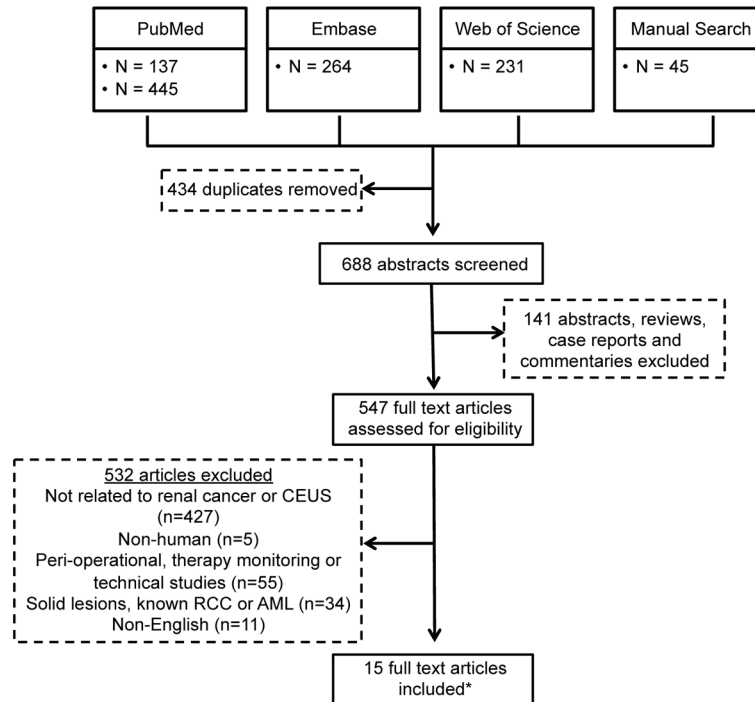 PubMed
• N = 137
• N = 445
Embase
• N = 264
Web of Science
• N = 231
Manual Search
• N = 45
434 duplicates removed
688 abstracts screened
141 abstracts, reviews,
case reports and
commentaries excluded
547 full text articles
assessed for eligibility
532 articles excluded
Not related to renal cancer or CEUS
(n=427)
Non-human (n=5)
Peri-operational, therapy monitoring or
technical studies (n=55)
Solid lesions, known RCC or AML (n=34)
Non-English (n=11)
15 full text articles
included*